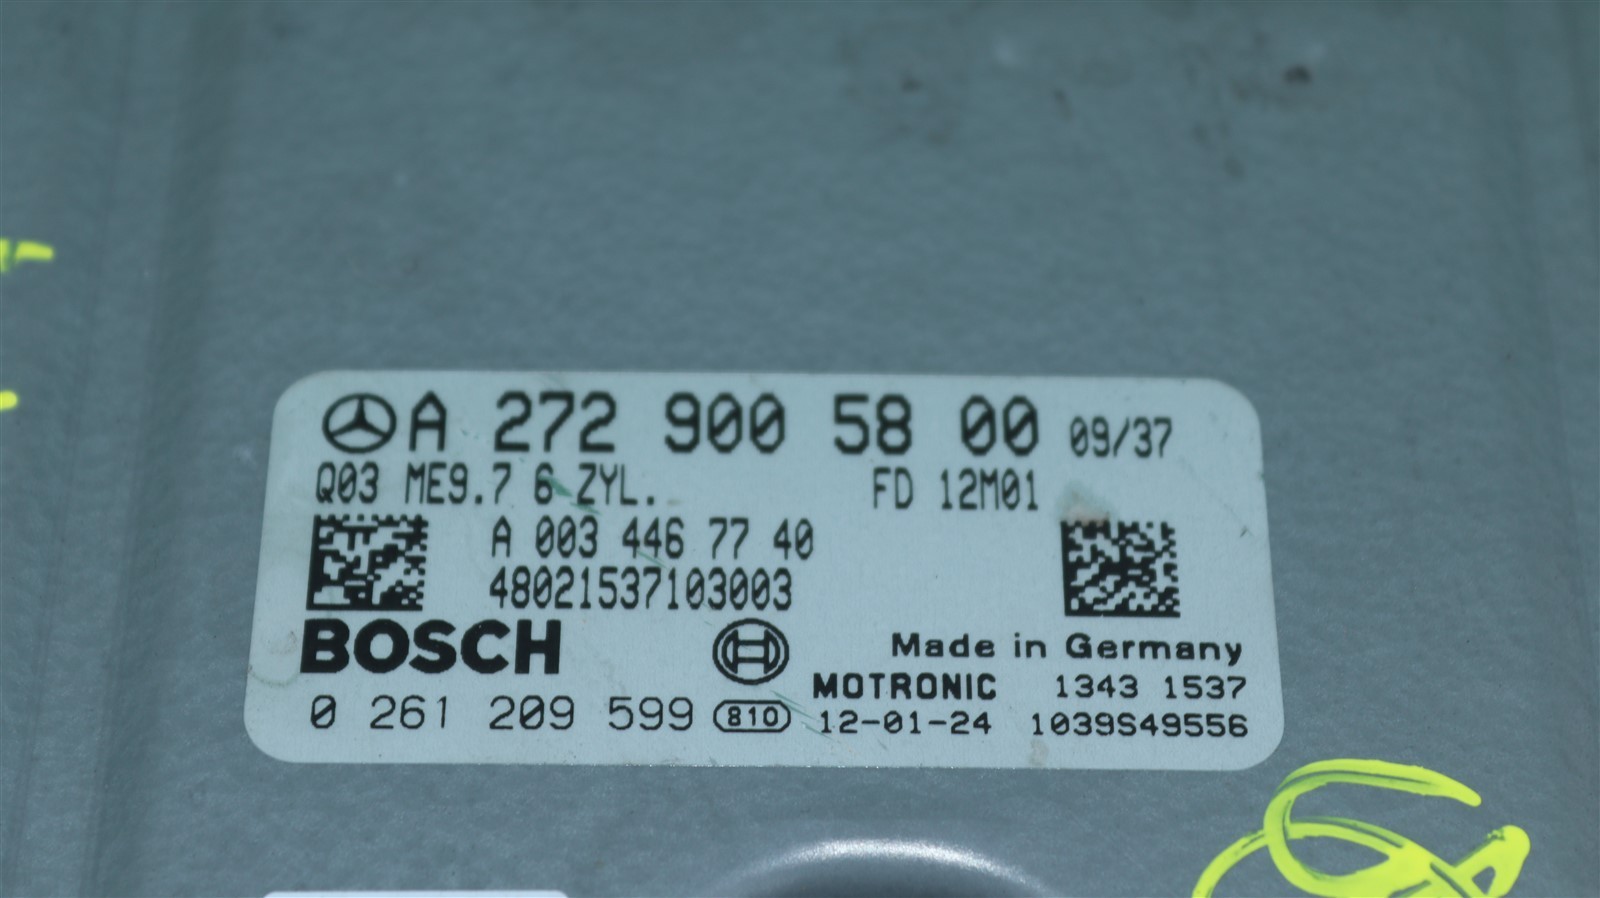 A 272 900 58 00 09/37
Q03 ME9.7 6 ZYL. FD 12M01
A 003 446 77 40
48021537103003
BOSCH
Made in Germany
MOTRONIC 1343 1537
0 261 209 599 810 12-01-24 1039S49556